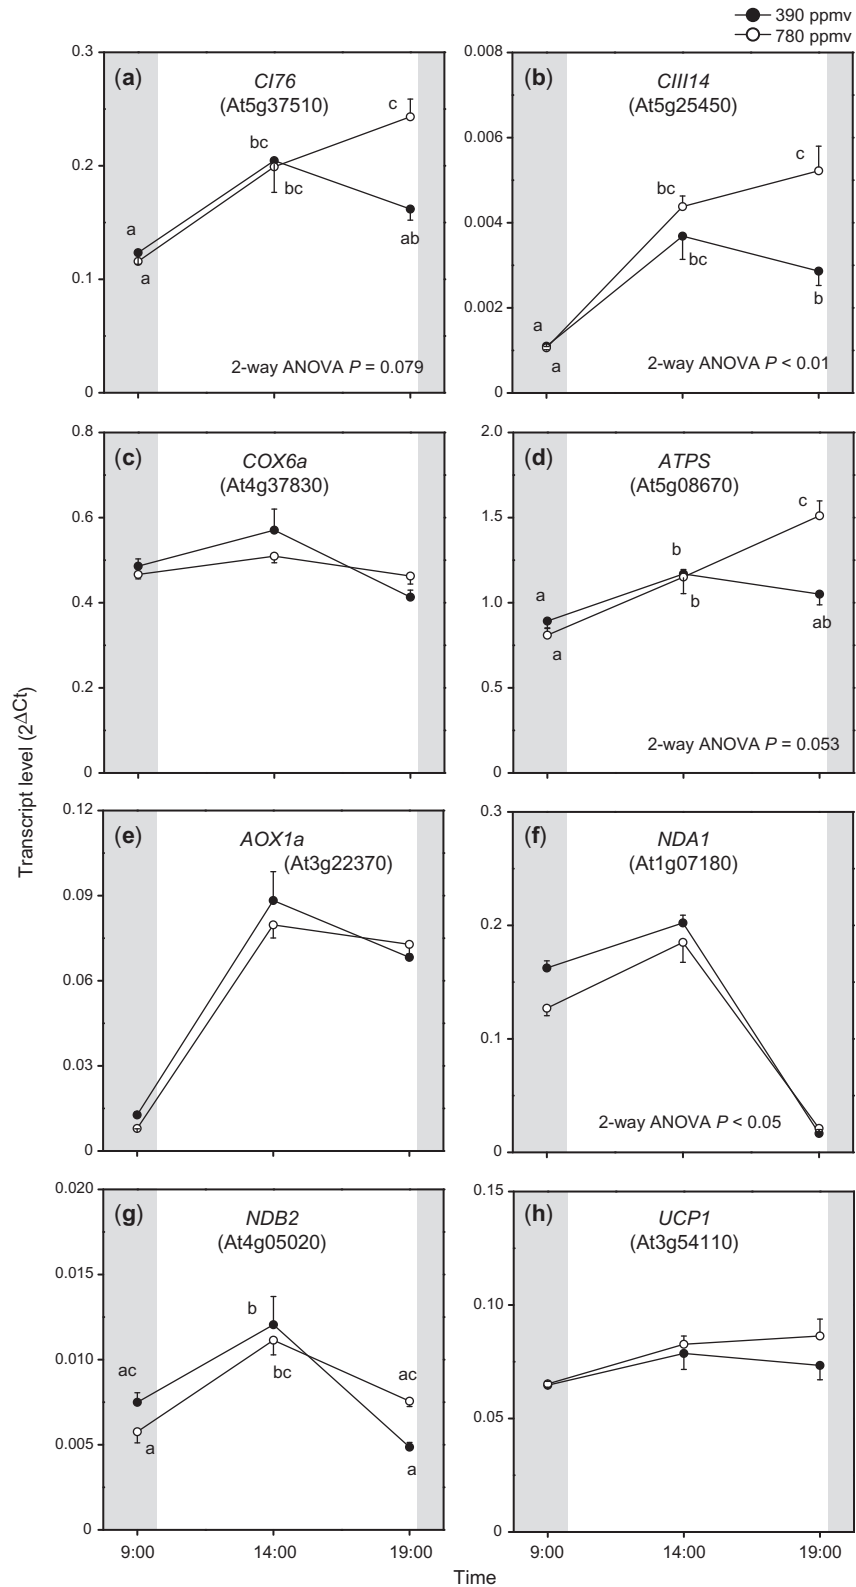 390 ppmv
780 ppmv
(a)
CI76
(At5g37510)
0.3
0.2
0.1
0
a
a
bc
bc
c
ab
2-way ANOVA P = 0.079
(b)
CIII14
(At5g25450)
0.008
0.006
0.004
0.002
0
a
a
bc
bc
c
b
2-way ANOVA P < 0.01
(c)
COX6a
(At4g37830)
0.8
0.6
0.4
0.2
0
(d)
ATPS
(At5g08670)
2.0
1.5
1.0
0.5
0
a
a
b
b
c
ab
2-way ANOVA P = 0.053
Transcript level (2ΔCt)
(e)
AOX1a
(At3g22370)
0.12
0.09
0.06
0.03
0
(f)
NDA1
(At1g07180)
0.3
0.2
0.1
0
2-way ANOVA P < 0.05
(g)
NDB2
(At4g05020)
0.020
0.015
0.010
0.005
0
ac
a
b
bc
ac
a
9:00
14:00
19:00
(h)
UCP1
(At3g54110)
0.15
0.10
0.05
0
9:00
14:00
19:00
Time